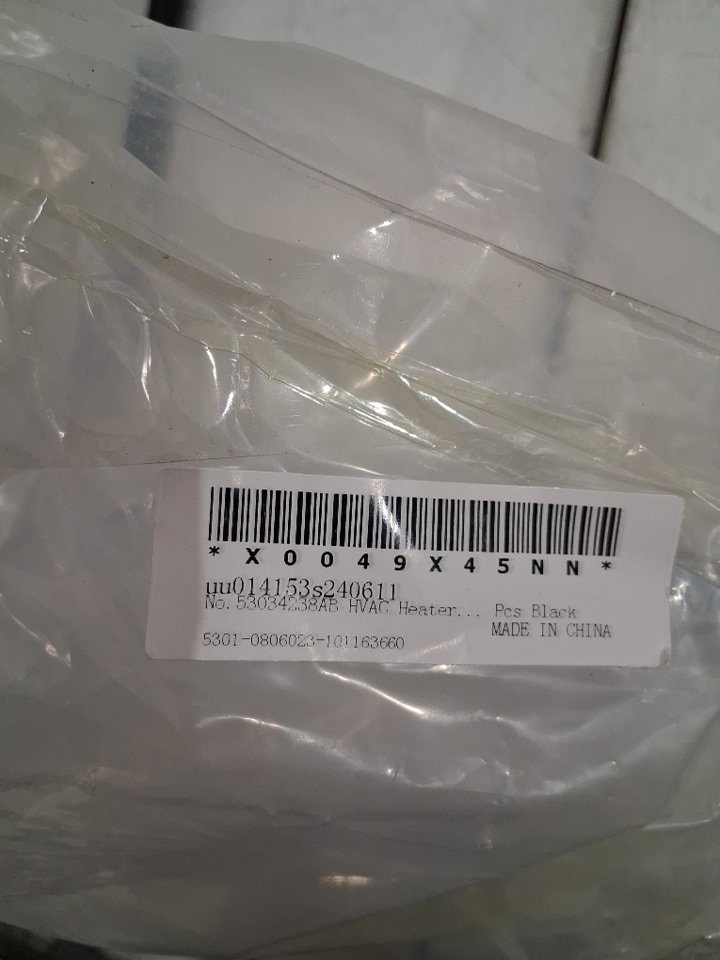 *X0049X45NN*
uu014153s240611
No. 53034238AB HVAC Heater... Pcs Black
MADE IN CHINA
5301-0806023-101163660